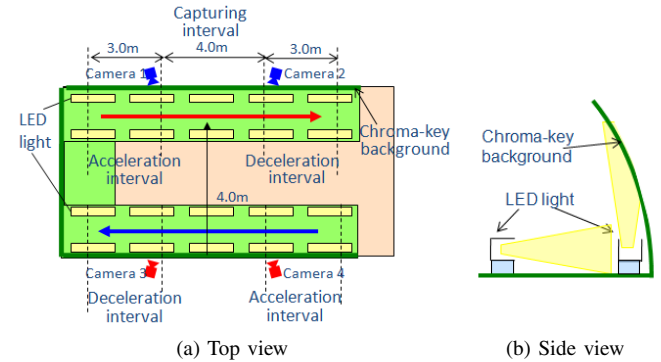 Capturing
interval
3.0m
4.0m
3.0m
Camera 1
Camera 2
LED
light
Chroma-key
background
Acceleration
interval
Deceleration
interval
4.0m
Camera 3
Camera 4
Deceleration
interval
Acceleration
interval
(a) Top view
Chroma-key
background
LED light
(b) Side view